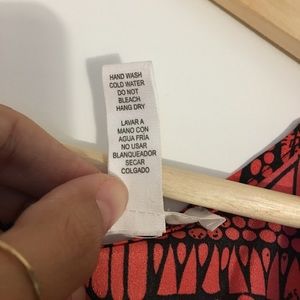 HAND WASH
COLD WATER
DO NOT
BLEACH
HANG DRY
LAVAR A
MANO CON
AGUA FRIA
NO USAR
BLANQUEADOR
SECAR
COLGADO